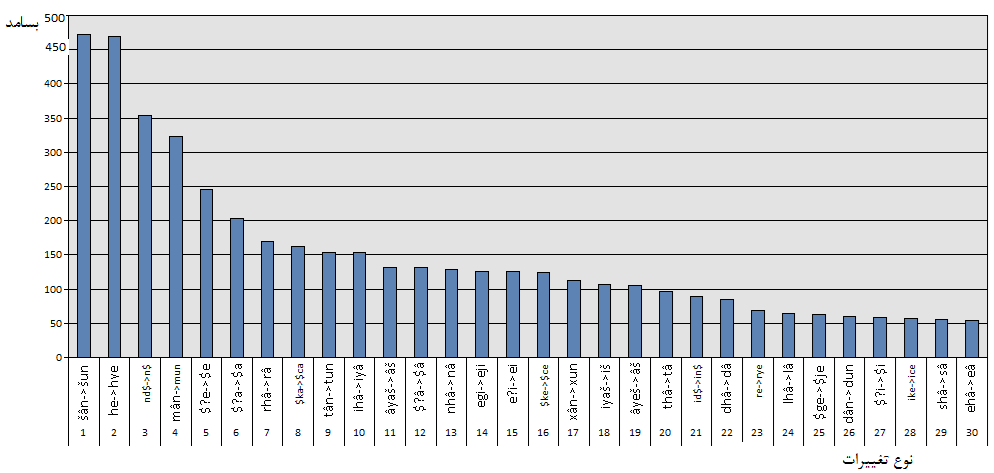 بسامد
500
450
400
350
300
250
200
150
100
50
0
šân->šun
he->hye
nd$->n$
mân->mun
$?e->$e
$?a->$a
rhâ->râ
$ka->$ca
tân->tun
ihâ->iyâ
âyaš->âš
$?â->$â
nhâ->nâ
egi->eji
e?i->ei
$ke->$ce
xân->xun
iyaš->iš
âyeš->âš
thâ->tâ
id$->in$
dhâ->dâ
re->rye
lhâ->lâ
$ge->$je
dân->dun
$?i->$i
ike->ice
shâ->sâ
ehâ->eâ
1 2 3 4 5 6 7 8 9 10 11 12 13 14 15 16 17 18 19 20 21 22 23 24 25 26 27 28 29 30
نوع تغییرات